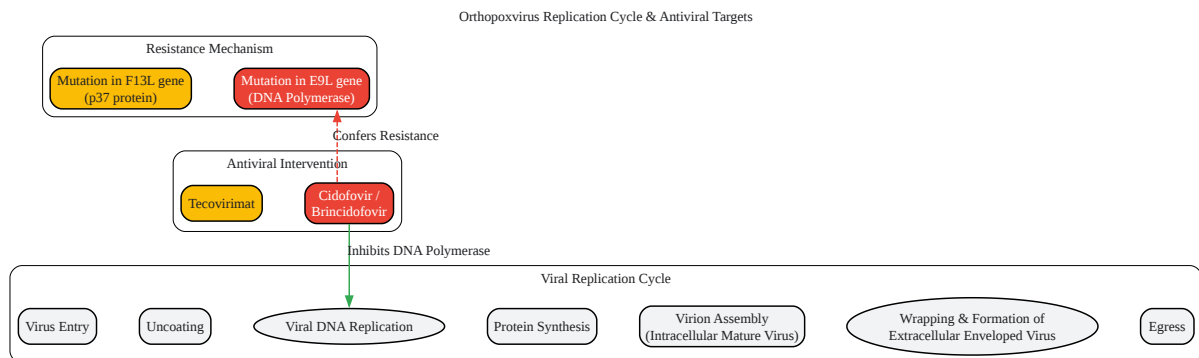 Orthopoxvirus Replication Cycle & Antiviral Targets
Resistance Mechanism
Mutation in F13L gene
(p37 protein)
Mutation in E9L gene
(DNA Polymerase)
Confers Resistance
Antiviral Intervention
Tecovirimat
Cidofovir /
Brincidofovir
Inhibits DNA Polymerase
Viral Replication Cycle
Virus Entry
Uncoating
Viral DNA Replication
Protein Synthesis
Virion Assembly
(Intracellular Mature Virus)
Wrapping & Formation of
Extracellular Enveloped Virus
Egress